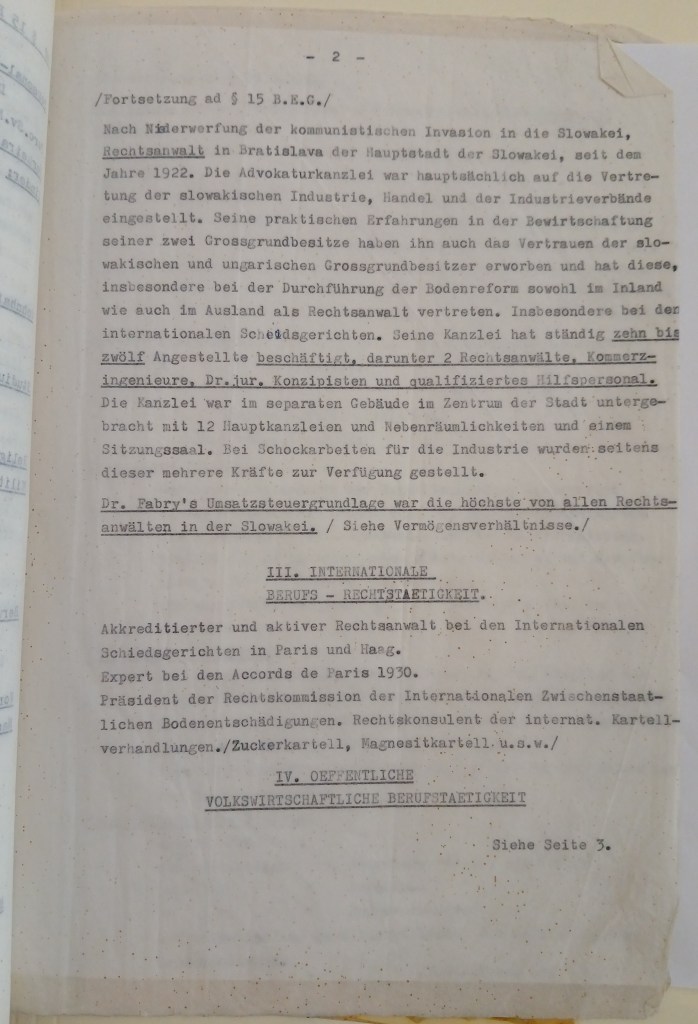 - 2 -
/Fortsetzung ad § 15 B.E.G./
Nach Niderwerfung der kommunistischen Invasion in die Slowakei,
Rechtsanwalt in Bratislava der Hauptstadt der Slowakei, seit dem
Jahre 1922. Die Advokaturkanzlei war hauptsächlich auf die Vertre-
tung der slowakischen Industrie, Handel und der Industrieverbände
eingestellt. Seine praktischen Erfahrungen in der Bewirtschaftung
seiner zwei Grossgrundbesitze haben ihn auch das Vertrauen der slo-
wakischen und ungarischen Grossgrundbesitzer erworben und hat diese,
insbesondere bei der Durchführung der Bodenreform sowohl im Inland
wie auch im Ausland als Rechtsanwalt vertreten. Insbesondere bei den
internationalen Scheidsgerichten. Seine Kanzlei hat ständig zehn bis
zwölf Angestellte beschäftigt, darunter 2 Rechtsanwälte, Kommerz-
ingenieure, Dr.jur. Konzipisten und qualifiziertes Hilfspersonal.
Die Kanzlei war im separaten Gebäude im Zentrum der Stadt unterge-
bracht mit 12 Hauptkanzleien und Nebenräumlichkeiten und einem
Sitzungssaal. Bei Schockarbeiten für die Industrie wurden seitens
dieser mehrere Kräfte zur Verfügung gestellt.
Dr. Fabry's Umsatzsteuergrundlage war die höchste von allen Rechts-
anwälten in der Slowakei. / Siehe Vermögensverhältnisse./
III. INTERNATIONALE
BERUFS - RECHTSTAETIGKEIT.
Akkreditierter und aktiver Rechtsanwalt bei den Internationalen
Schiedsgerichten in Paris und Haag.
Expert bei den Accords de Paris 1930.
Präsident der Rechtskommission der Internationalen Zwischenstaat-
lichen Bodenentschädigungen. Rechtskonsulent der internat. Kartell-
verhandlungen./Zuckerkartell, Magnesitkartell u.s.w./
IV. OEFFENTLICHE
VOLKSWIRTSCHAFTLICHE BERUFSTAETIGKEIT
Siehe Seite 3.